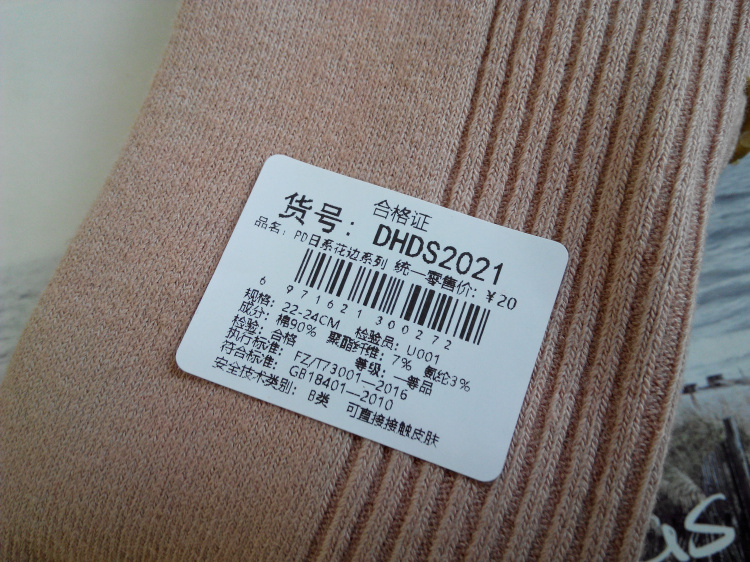 合格证
货号：DHDS2021
品名：PD日系花边系列 统一零售价：¥20
6 971621 360272
规格：22-24CM 检验员：U001
成分：棉90% 聚酯纤维：7% 氨纶3%
检验：合格 等级：一等品
执行标准：FZ/T73001—2016
符合标准：GB18401—2010
安全技术类别：B类 可直接接触皮肤
as